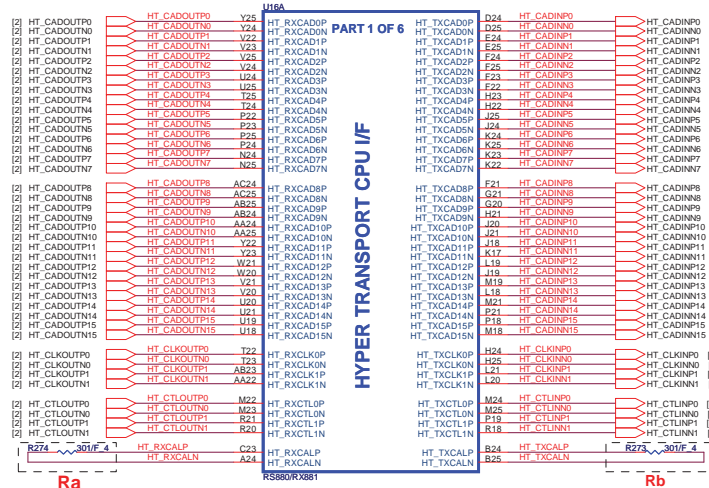 U16A
[2] HT_CADOUTP0 HT_CADOUTP0 Y25 HT_RXCAD0P PART 1 OF 6 HT_TXCAD0P D24 HT_CADINP0 HT_CADINP0
[2] HT_CADOUTN0 HT_CADOUTN0 Y24 HT_RXCAD0N HT_TXCAD0N D25 HT_CADINN0 HT_CADINN0
[2] HT_CADOUTP1 HT_CADOUTP1 V22 HT_RXCAD1P HT_TXCAD1P E24 HT_CADINP1 HT_CADINP1
[2] HT_CADOUTN1 HT_CADOUTN1 V23 HT_RXCAD1N HT_TXCAD1N E25 HT_CADINN1 HT_CADINN1
[2] HT_CADOUTP2 HT_CADOUTP2 V25 HT_RXCAD2P HT_TXCAD2P F24 HT_CADINP2 HT_CADINP2
[2] HT_CADOUTN2 HT_CADOUTN2 V24 HT_RXCAD2N HT_TXCAD2N F25 HT_CADINN2 HT_CADINN2
[2] HT_CADOUTP3 HT_CADOUTP3 U24 HT_RXCAD3P HT_TXCAD3P F23 HT_CADINP3 HT_CADINP3
[2] HT_CADOUTN3 HT_CADOUTN3 U25 HT_RXCAD3N HT_TXCAD3N F22 HT_CADINN3 HT_CADINN3
[2] HT_CADOUTP4 HT_CADOUTP4 T25 HT_RXCAD4P HT_TXCAD4P H23 HT_CADINP4 HT_CADINP4
[2] HT_CADOUTN4 HT_CADOUTN4 T24 HT_RXCAD4N HT_TXCAD4N H22 HT_CADINN4 HT_CADINN4
[2] HT_CADOUTP5 HT_CADOUTP5 P22 HT_RXCAD5P HT_TXCAD5P J25 HT_CADINP5 HT_CADINP5
[2] HT_CADOUTN5 HT_CADOUTN5 P23 HT_RXCAD5N HT_TXCAD5N J24 HT_CADINN5 HT_CADINN5
[2] HT_CADOUTP6 HT_CADOUTP6 P25 HT_RXCAD6P HT_TXCAD6P K24 HT_CADINP6 HT_CADINP6
[2] HT_CADOUTN6 HT_CADOUTN6 P24 HT_RXCAD6N HT_TXCAD6N K25 HT_CADINN6 HT_CADINN6
[2] HT_CADOUTP7 HT_CADOUTP7 N24 HT_RXCAD7P HT_TXCAD7P K23 HT_CADINP7 HT_CADINP7
[2] HT_CADOUTN7 HT_CADOUTN7 N25 HT_RXCAD7N HT_TXCAD7N K22 HT_CADINN7 HT_CADINN7
[2] HT_CADOUTP8 HT_CADOUTP8 AC24 HT_RXCAD8P HT_TXCAD8P F21 HT_CADINP8 HT_CADINP8
[2] HT_CADOUTN8 HT_CADOUTN8 AC25 HT_RXCAD8N HT_TXCAD8N G21 HT_CADINN8 HT_CADINN8
[2] HT_CADOUTP9 HT_CADOUTP9 AB25 HT_RXCAD9P HT_TXCAD9P G20 HT_CADINP9 HT_CADINP9
[2] HT_CADOUTN9 HT_CADOUTN9 AB24 HT_RXCAD9N HT_TXCAD9N H21 HT_CADINN9 HT_CADINN9
[2] HT_CADOUTP10 HT_CADOUTP10 AA24 HT_RXCAD10P HT_TXCAD10P J20 HT_CADINP10 HT_CADINP10
[2] HT_CADOUTN10 HT_CADOUTN10 AA25 HT_RXCAD10N HT_TXCAD10N J21 HT_CADINN10 HT_CADINN10
[2] HT_CADOUTP11 HT_CADOUTP11 Y22 HT_RXCAD11P HT_TXCAD11P J18 HT_CADINP11 HT_CADINP11
[2] HT_CADOUTN11 HT_CADOUTN11 Y23 HT_RXCAD11N HT_TXCAD11N K17 HT_CADINN11 HT_CADINN11
[2] HT_CADOUTP12 HT_CADOUTP12 W21 HT_RXCAD12P HT_TXCAD12P L19 HT_CADINP12 HT_CADINP12
[2] HT_CADOUTN12 HT_CADOUTN12 W20 HT_RXCAD12N HT_TXCAD12N J19 HT_CADINN12 HT_CADINN12
[2] HT_CADOUTP13 HT_CADOUTP13 V21 HT_RXCAD13P HT_TXCAD13P M19 HT_CADINP13 HT_CADINP13
[2] HT_CADOUTN13 HT_CADOUTN13 V20 HT_RXCAD13N HT_TXCAD13N L18 HT_CADINN13 HT_CADINN13
[2] HT_CADOUTP14 HT_CADOUTP14 U20 HT_RXCAD14P HT_TXCAD14P M21 HT_CADINP14 HT_CADINP14
[2] HT_CADOUTN14 HT_CADOUTN14 U21 HT_RXCAD14N HT_TXCAD14N P21 HT_CADINN14 HT_CADINN14
[2] HT_CADOUTP15 HT_CADOUTP15 U19 HT_RXCAD15P HT_TXCAD15P P18 HT_CADINP15 HT_CADINP15
[2] HT_CADOUTN15 HT_CADOUTN15 U18 HT_RXCAD15N HT_TXCAD15N M18 HT_CADINN15 HT_CADINN15
HYPER TRANSPORT CPU I/F
[2] HT_CLKOUTP0 HT_CLKOUTP0 T22 HT_RXCLK0P HT_TXCLK0P H24 HT_CLKINP0 HT_CLKINP0
[2] HT_CLKOUTN0 HT_CLKOUTN0 T23 HT_RXCLK0N HT_TXCLK0N H25 HT_CLKINN0 HT_CLKINN0
[2] HT_CLKOUTP1 HT_CLKOUTP1 AB23 HT_RXCLK1P HT_TXCLK1P L21 HT_CLKINP1 HT_CLKINP1
[2] HT_CLKOUTN1 HT_CLKOUTN1 AA22 HT_RXCLK1N HT_TXCLK1N L20 HT_CLKINN1 HT_CLKINN1
[2] HT_CTLOUTP0 HT_CTLOUTP0 M22 HT_RXCTL0P HT_TXCTL0P M24 HT_CTLINP0 HT_CTLINP0
[2] HT_CTLOUTN0 HT_CTLOUTN0 M23 HT_RXCTL0N HT_TXCTL0N M25 HT_CTLINN0 HT_CTLINN0
[2] HT_CTLOUTP1 HT_CTLOUTP1 R21 HT_RXCTL1P HT_TXCTL1P P19 HT_CTLINP1 HT_CTLINP1
[2] HT_CTLOUTN1 HT_CTLOUTN1 R20 HT_RXCTL1N HT_TXCTL1N R18 HT_CTLINN1 HT_CTLINN1
R274 301/F_4 HT_RXCALP C23 HT_RXCALP HT_TXCALP B24 HT_TXCALP R273 301/F_4
HT_RXCALN A24 HT_RXCALN HT_TXCALN B25 HT_TXCALN
Ra RS880/RX881 Rb